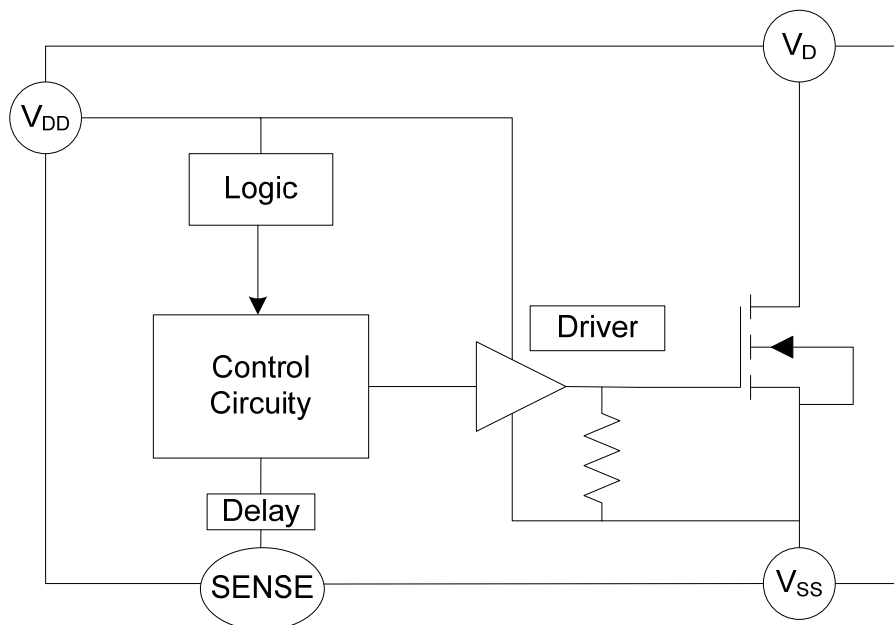 VD
VDD
Logic
Driver
Control
Circuity
Delay
SENSE
VSS